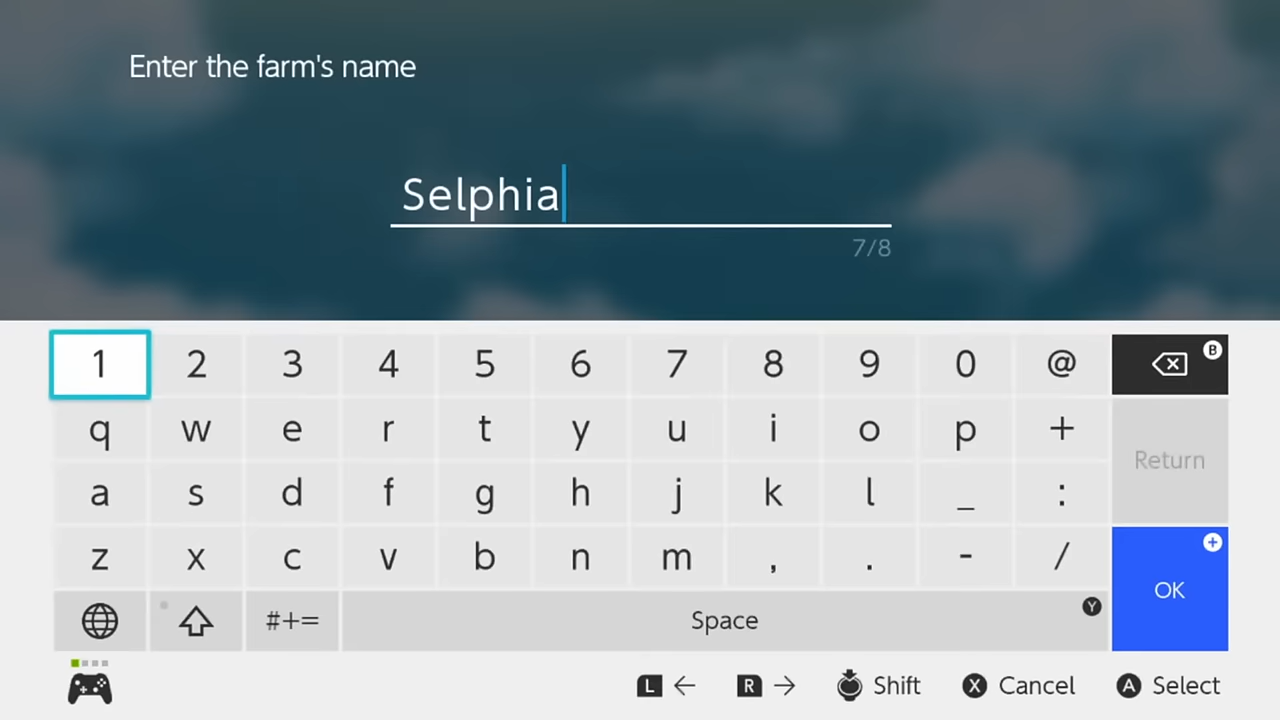 Enter the farm's name
Selphia
7/8
1 2 3 4 5 6 7 8 9 0 @ B
q w e r t y u i o p + Return
a s d f g h j k l _ :
z x c v b n m , . - / + OK
#+= Space Y
L ← R → Shift X Cancel A Select